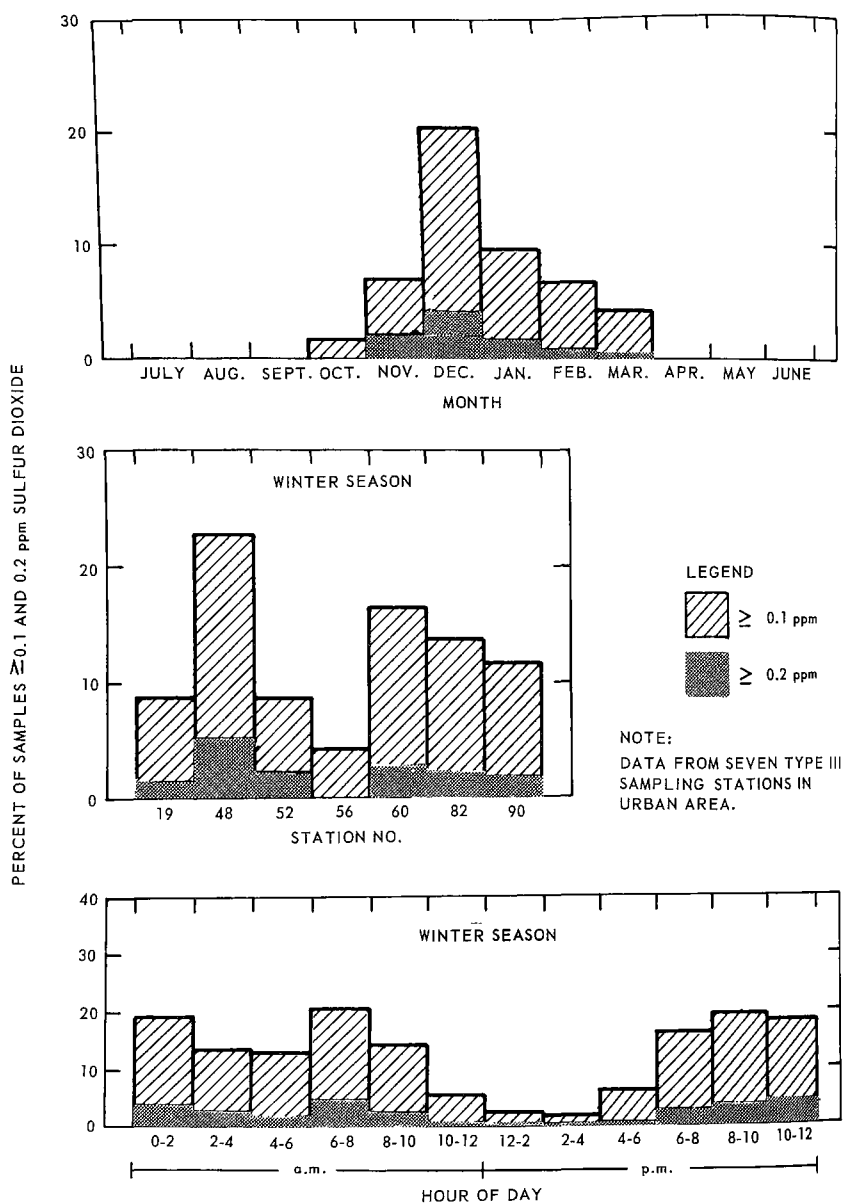 PERCENT OF SAMPLES ≥0.1 AND 0.2 ppm SULFUR DIOXIDE
30
20
10
0
JULY AUG. SEPT. OCT. NOV. DEC. JAN. FEB. MAR. APR. MAY JUNE
MONTH
30
20
10
0
WINTER SEASON
19 48 52 56 60 82 90
STATION NO.
LEGEND
≥ 0.1 ppm
≥ 0.2 ppm
NOTE:
DATA FROM SEVEN TYPE III
SAMPLING STATIONS IN
URBAN AREA.
40
30
20
10
0
WINTER SEASON
0-2 2-4 4-6 6-8 8-10 10-12 12-2 2-4 4-6 6-8 8-10 10-12
a.m. p.m.
HOUR OF DAY